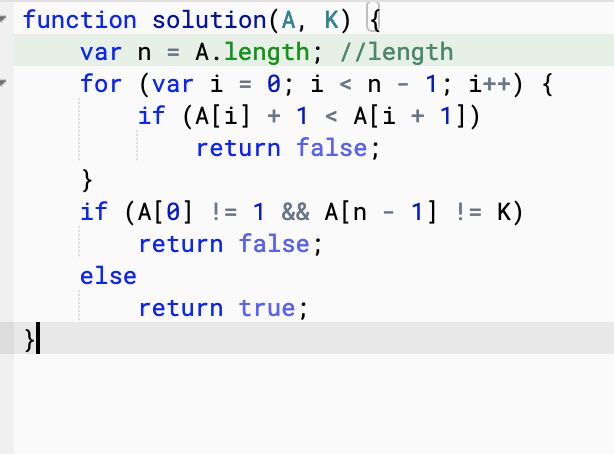 function solution(A, K) {
    var n = A.length; //length
    for (var i = 0; i < n - 1; i++) {
        if (A[i] + 1 < A[i + 1])
            return false;
    }
    if (A[0] != 1 && A[n - 1] != K)
        return false;
    else
        return true;
}